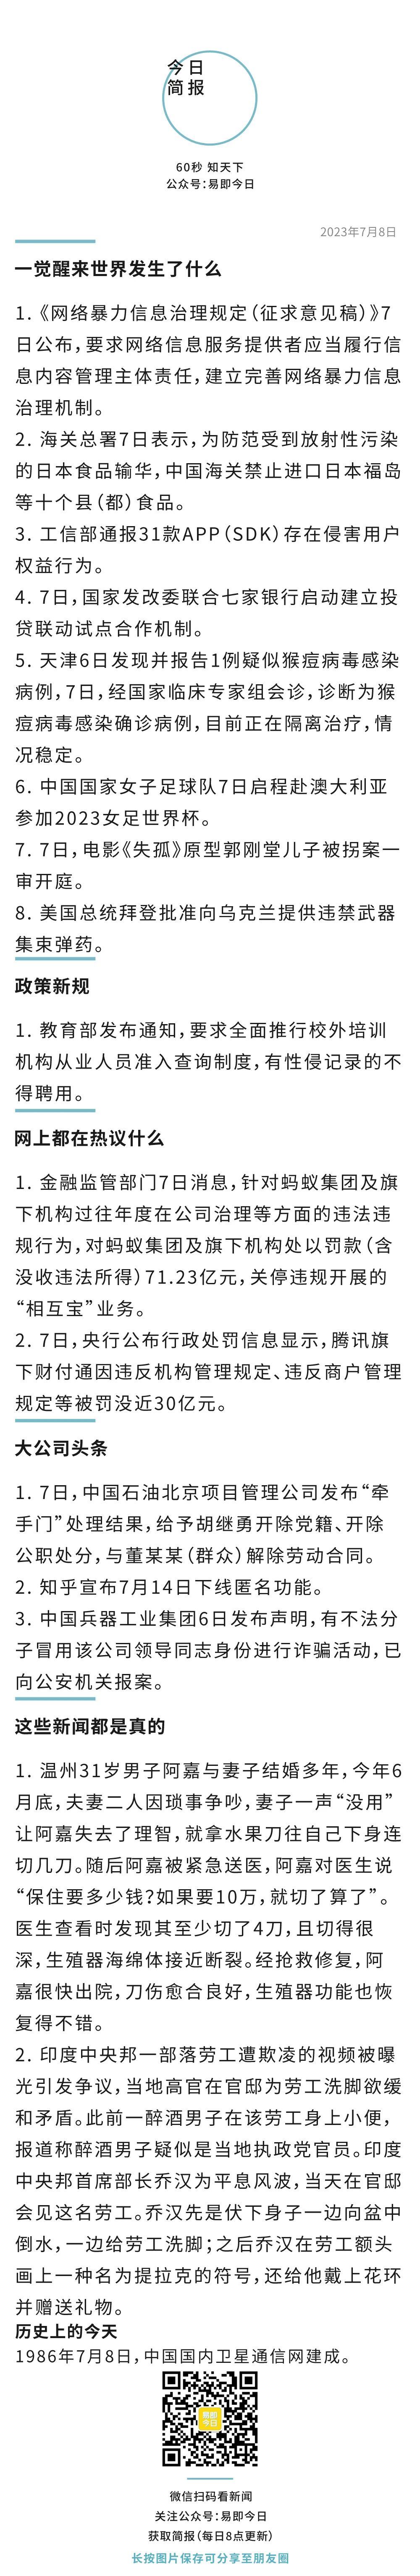 今日
简报
60秒 知天下
公众号:易即今日
2023年7月8日
一觉醒来世界发生了什么
1.《网络暴力信息治理规定(征求意见稿)》7
日公布,要求网络信息服务提供者应当履行信
息内容管理主体责任,建立完善网络暴力信息
治理机制。
2. 海关总署7日表示,为防范受到放射性污染
的日本食品输华,中国海关禁止进口日本福岛
等十个县(都)食品。
3. 工信部通报31款APP(SDK)存在侵害用户
权益行为。
4. 7日,国家发改委联合七家银行启动建立投
贷联动试点合作机制。
5. 天津6日发现并报告1例疑似猴痘病毒感染
病例,7日,经国家临床专家组会诊,诊断为猴
痘病毒感染确诊病例,目前正在隔离治疗,情
况稳定。
6. 中国国家女子足球队7日启程赴澳大利亚
参加2023女足世界杯。
7. 7日,电影《失孤》原型郭刚堂儿子被拐案一
审开庭。
8. 美国总统拜登批准向乌克兰提供违禁武器
集束弹药。
政策新规
1. 教育部发布通知,要求全面推行校外培训
机构从业人员准入查询制度,有性侵记录的不
得聘用。
网上都在热议什么
1. 金融监管部门7日消息,针对蚂蚁集团及旗
下机构过往年度在公司治理等方面的违法违
规行为,对蚂蚁集团及旗下机构处以罚款(含
没收违法所得)71.23亿元,关停违规开展的
“相互宝”业务。
2. 7日,央行公布行政处罚信息显示,腾讯旗
下财付通因违反机构管理规定、违反商户管理
规定等被罚没近30亿元。
大公司头条
1. 7日,中国石油北京项目管理公司发布“牵
手门”处理结果,给予胡继勇开除党籍、开除
公职处分,与董某某(群众)解除劳动合同。
2. 知乎宣布7月14日下线匿名功能。
3. 中国兵器工业集团6日发布声明,有不法分
子冒用该公司领导同志身份进行诈骗活动,已
向公安机关报案。
这些新闻都是真的
1. 温州31岁男子阿嘉与妻子结婚多年,今年6
月底,夫妻二人因琐事争吵,妻子一声“没用”
让阿嘉失去了理智,就拿水果刀往自己下身连
切几刀。随后阿嘉被紧急送医,阿嘉对医生说
“保住要多少钱?如果要10万,就切了算了”。
医生查看时发现其至少切了4刀,且切得很
深,生殖器海绵体接近断裂。经抢救修复,阿
嘉很快出院,刀伤愈合良好,生殖器功能也恢
复得不错。
2. 印度中央邦一部落劳工遭欺凌的视频被曝
光引发争议,当地高官在官邸为劳工洗脚欲缓
和矛盾。此前一醉酒男子在该劳工身上小便,
报道称醉酒男子疑似是当地执政党官员。印度
中央邦首席部长乔汉为平息风波,当天在官邸
会见这名劳工。乔汉先是伏下身子一边向盆中
倒水,一边给劳工洗脚;之后乔汉在劳工额头
画上一种名为提拉克的符号,还给他戴上花环
并赠送礼物。
历史上的今天
1986年7月8日,中国国内卫星通信网建成。
易即
今日
微信扫码看新闻
关注公众号:易即今日
获取简报(每日8点更新)
长按图片保存可分享至朋友圈